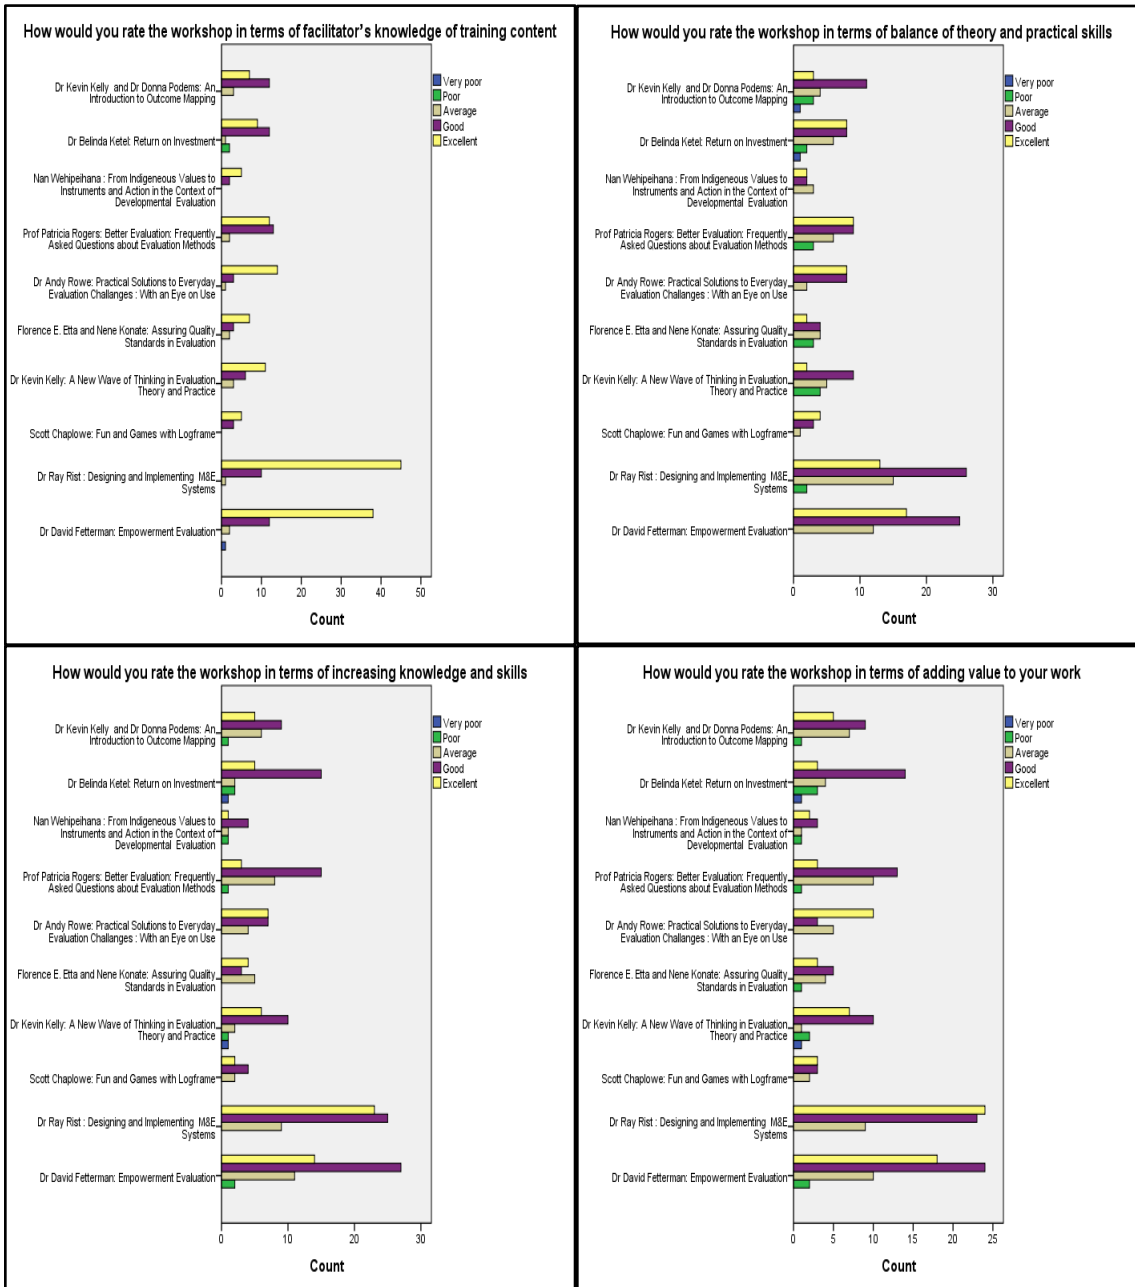 How would you rate the workshop in terms of facilitator's knowledge of training content
Dr Kevin Kelly and Dr Donna Podems: An
Introduction to Outcome Mapping
Dr Belinda Ketel: Return on Investment
Nan Wehipeihana : From Indigeneous Values to
Instruments and Action in the Context of
Developmental Evaluation
Prof Patricia Rogers: Better Evaluation: Frequently
Asked Questions about Evaluation Methods
Dr Andy Rowe: Practical Solutions to Everyday
Evaluation Challanges : With an Eye on Use
Florence E. Etta and Nene Konate: Assuring Quality
Standards in Evaluation
Dr Kevin Kelly: A New Wave of Thinking in Evaluation
Theory and Practice
Scott Chaplowe: Fun and Games with Logframe
Dr Ray Rist : Designing and Implementing M&E
Systems
Dr David Fetterman: Empowerment Evaluation
Very poor
Poor
Average
Good
Excellent
0 10 20 30 40 50
Count
How would you rate the workshop in terms of balance of theory and practical skills
Dr Kevin Kelly and Dr Donna Podems: An
Introduction to Outcome Mapping
Dr Belinda Ketel: Return on Investment
Nan Wehipeihana : From Indigeneous Values to
Instruments and Action in the Context of
Developmental Evaluation
Prof Patricia Rogers: Better Evaluation: Frequently
Asked Questions about Evaluation Methods
Dr Andy Rowe: Practical Solutions to Everyday
Evaluation Challanges : With an Eye on Use
Florence E. Etta and Nene Konate: Assuring Quality
Standards in Evaluation
Dr Kevin Kelly: A New Wave of Thinking in Evaluation
Theory and Practice
Scott Chaplowe: Fun and Games with Logframe
Dr Ray Rist : Designing and Implementing M&E
Systems
Dr David Fetterman: Empowerment Evaluation
Very poor
Poor
Average
Good
Excellent
0 10 20 30
Count
How would you rate the workshop in terms of increasing knowledge and skills
Dr Kevin Kelly and Dr Donna Podems: An
Introduction to Outcome Mapping
Dr Belinda Ketel: Return on Investment
Nan Wehipeihana : From Indigeneous Values to
Instruments and Action in the Context of
Developmental Evaluation
Prof Patricia Rogers: Better Evaluation: Frequently
Asked Questions about Evaluation Methods
Dr Andy Rowe: Practical Solutions to Everyday
Evaluation Challanges : With an Eye on Use
Florence E. Etta and Nene Konate: Assuring Quality
Standards in Evaluation
Dr Kevin Kelly: A New Wave of Thinking in Evaluation
Theory and Practice
Scott Chaplowe: Fun and Games with Logframe
Dr Ray Rist : Designing and Implementing M&E
Systems
Dr David Fetterman: Empowerment Evaluation
Very poor
Poor
Average
Good
Excellent
0 10 20 30
Count
How would you rate the workshop in terms of adding value to your work
Dr Kevin Kelly and Dr Donna Podems: An
Introduction to Outcome Mapping
Dr Belinda Ketel: Return on Investment
Nan Wehipeihana : From Indigeneous Values to
Instruments and Action in the Context of
Developmental Evaluation
Prof Patricia Rogers: Better Evaluation: Frequently
Asked Questions about Evaluation Methods
Dr Andy Rowe: Practical Solutions to Everyday
Evaluation Challanges : With an Eye on Use
Florence E. Etta and Nene Konate: Assuring Quality
Standards in Evaluation
Dr Kevin Kelly: A New Wave of Thinking in Evaluation
Theory and Practice
Scott Chaplowe: Fun and Games with Logframe
Dr Ray Rist : Designing and Implementing M&E
Systems
Dr David Fetterman: Empowerment Evaluation
Very poor
Poor
Average
Good
Excellent
0 5 10 15 20 25
Count